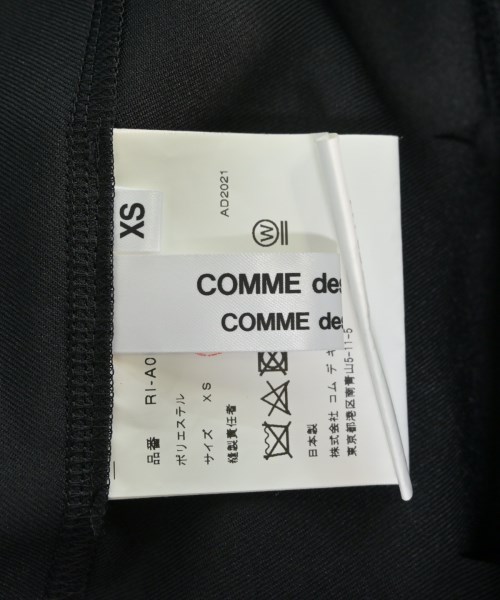 XS
COMME des
COMME de
AD2021
W
品番 RI-A0
ポリエステル
サイズ XS
縫製責任者
日本製
株式会社 コム デ ギ
東京都港区南青山5-11-5